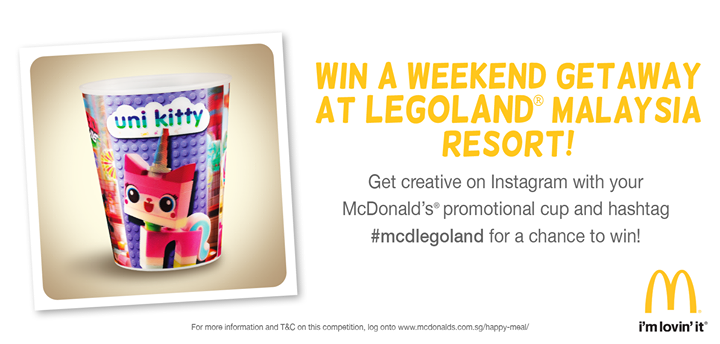 uni kitty
WIN A WEEKEND GETAWAY
AT LEGOLAND® MALAYSIA
RESORT!
Get creative on Instagram with your
McDonald's® promotional cup and hashtag
#mcdlegoland for a chance to win!
i'm lovin' it®
For more information and T&C on this competition, log onto www.mcdonalds.com.sg/happy-meal/